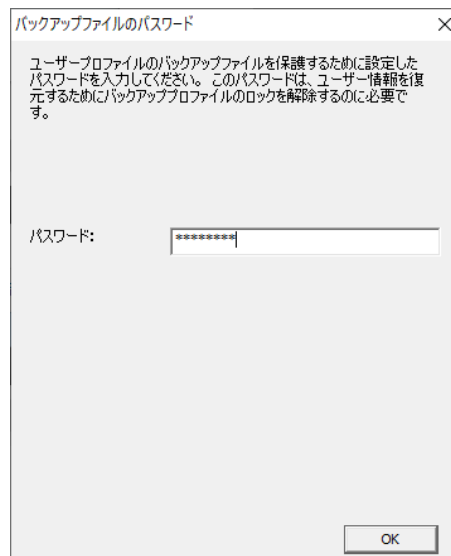 バックアップファイルのパスワード
ユーザープロファイルのバックアップファイルを保護するために設定した
パスワードを入力してください。このパスワードは、ユーザー情報を復
元するためにバックアッププロファイルのロックを解除するのに必要で
す。
パスワード: ********
OK